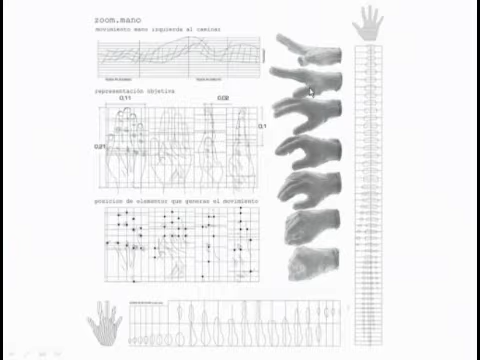 zoom.mano
movimiento mano izquierda al caminar
representación objetiva
0.11 0.08
0.1
0.21
posicion de elementos que generan el movimiento